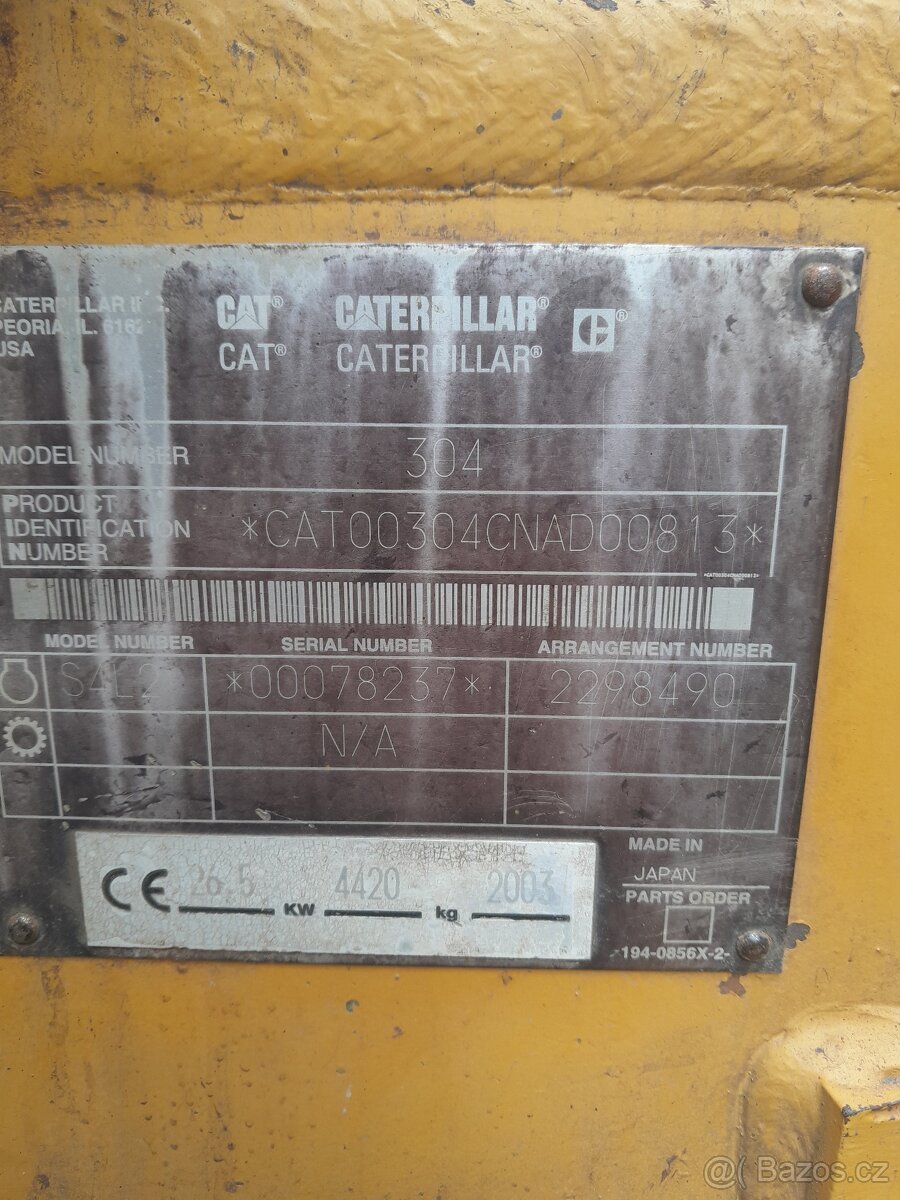 CAT® CATERPILLAR® C®
CAT® CATERPILLAR®
PEORIA, IL.
USA
MODEL NUMBER 304
PRODUCT
IDENTIFICATION
NUMBER *CAT00304CNAD00813*
*CAT00304CNAD00813*
MODEL NUMBER SERIAL NUMBER ARRANGEMENT NUMBER
S4L2 *00078237* 2298490
N/A
CE 26.5 KW 4420 kg 2003
MADE IN
JAPAN
PARTS ORDER
-194-0856X-2-
@Bazos.cz